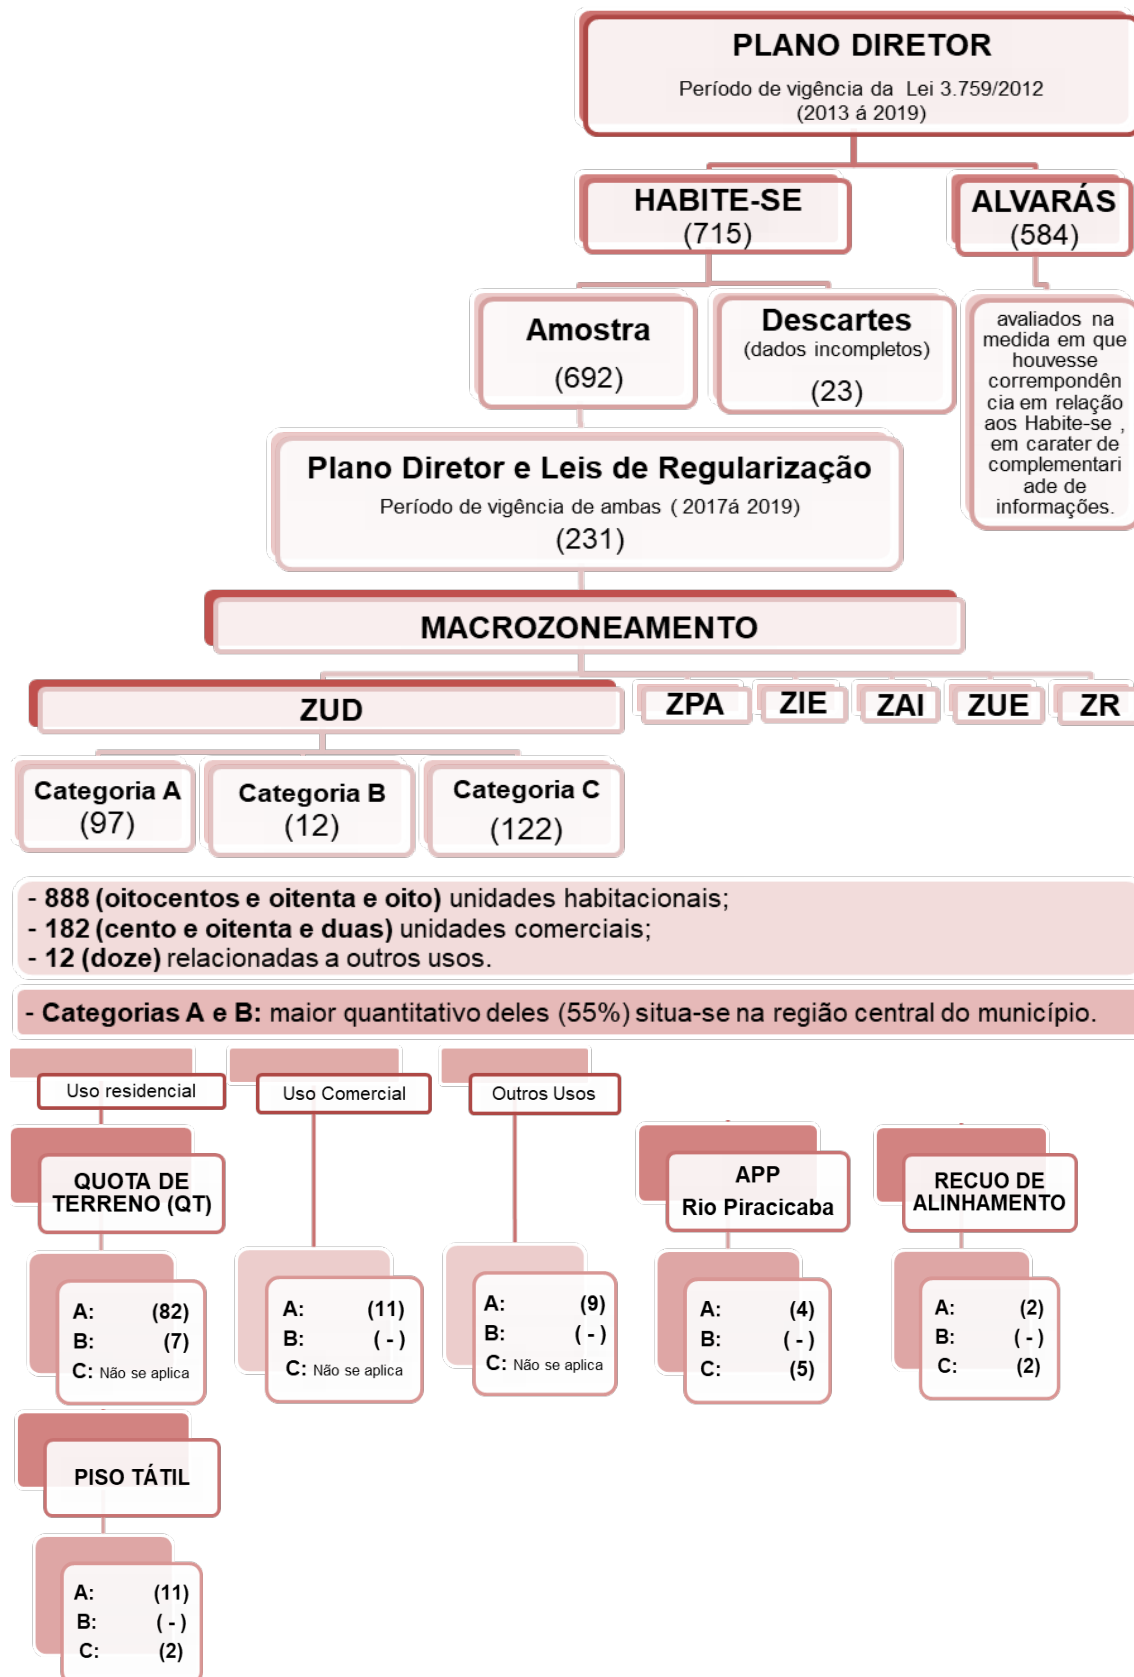 PLANO DIRETOR
Período de vigência da Lei 3.759/2012
(2013 á 2019)
HABITE-SE
(715)
ALVARÁS
(584)
Amostra
(692)
Descartes
(dados incompletos)
(23)
avaliados na
medida em que
houvesse
corrempondên
cia em relação
aos Habite-se ,
em carater de
complementari
ade de
informações.
Plano Diretor e Leis de Regularização
Período de vigência de ambas ( 2017á 2019)
(231)
MACROZONEAMENTO
ZUD
ZPA
ZIE
ZAI
ZUE
ZR
Categoria A
(97)
Categoria B
(12)
Categoria C
(122)
- 888 (oitocentos e oitenta e oito) unidades habitacionais;
- 182 (cento e oitenta e duas) unidades comerciais;
- 12 (doze) relacionadas a outros usos.
- Categorias A e B: maior quantitativo deles (55%) situa-se na região central do município.
Uso residencial
Uso Comercial
Outros Usos
QUOTA DE
TERRENO (QT)
APP
Rio Piracicaba
RECUO DE
ALINHAMENTO
A: (82)
B: (7)
C: Não se aplica
A: (11)
B: ( - )
C: Não se aplica
A: (9)
B: ( - )
C: Não se aplica
A: (4)
B: ( - )
C: (5)
A: (2)
B: ( - )
C: (2)
PISO TÁTIL
A: (11)
B: ( - )
C: (2)